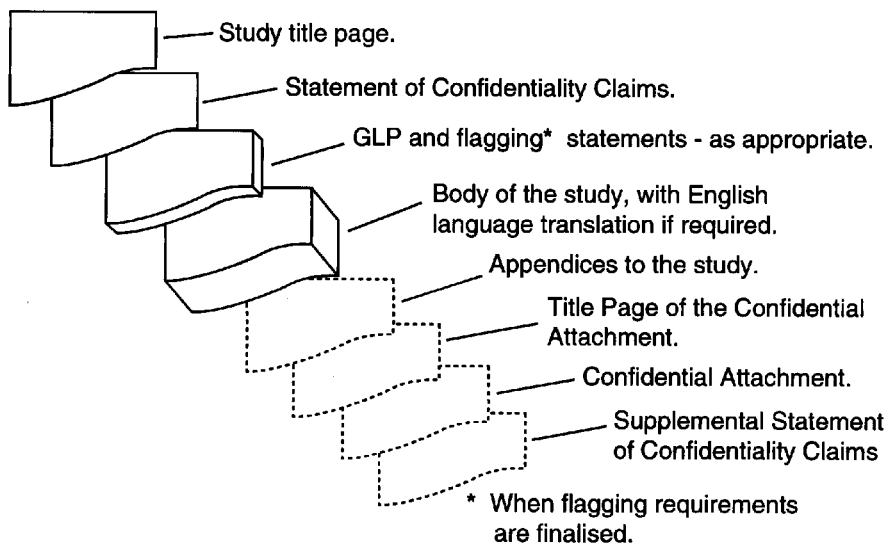 Study title page.
Statement of Confidentiality Claims.
GLP and flagging* statements - as appropriate.
Body of the study, with English
language translation if required.
Appendices to the study.
Title Page of the Confidential
Attachment.
Confidential Attachment.
Supplemental Statement
of Confidentiality Claims
* When flagging requirements
are finalised.